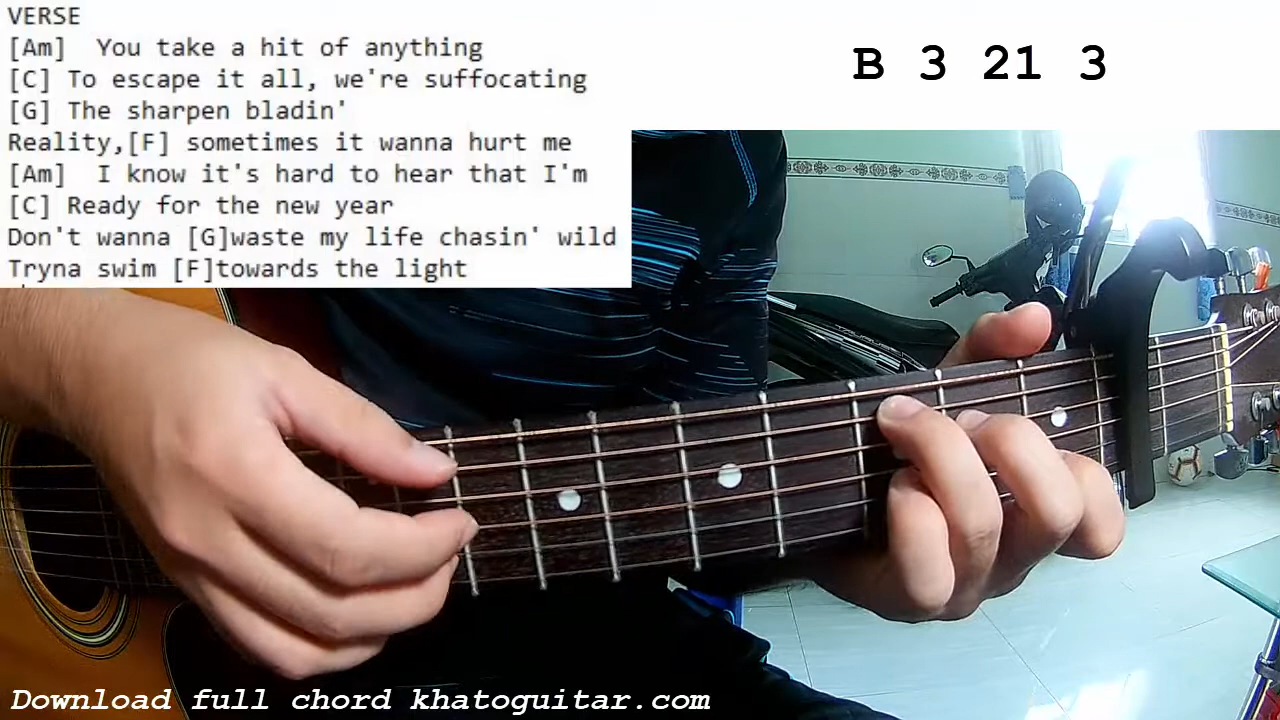 VERSE
[Am]  You take a hit of anything
[C] To escape it all, we're suffocating
[G] The sharpen bladin'
Reality,[F] sometimes it wanna hurt me
[Am]  I know it's hard to hear that I'm
[C] Ready for the new year
Don't wanna [G]waste my life chasin' wild
Tryna swim [F]towards the light
B 3 21 3
Download full chord khatoguitar.com